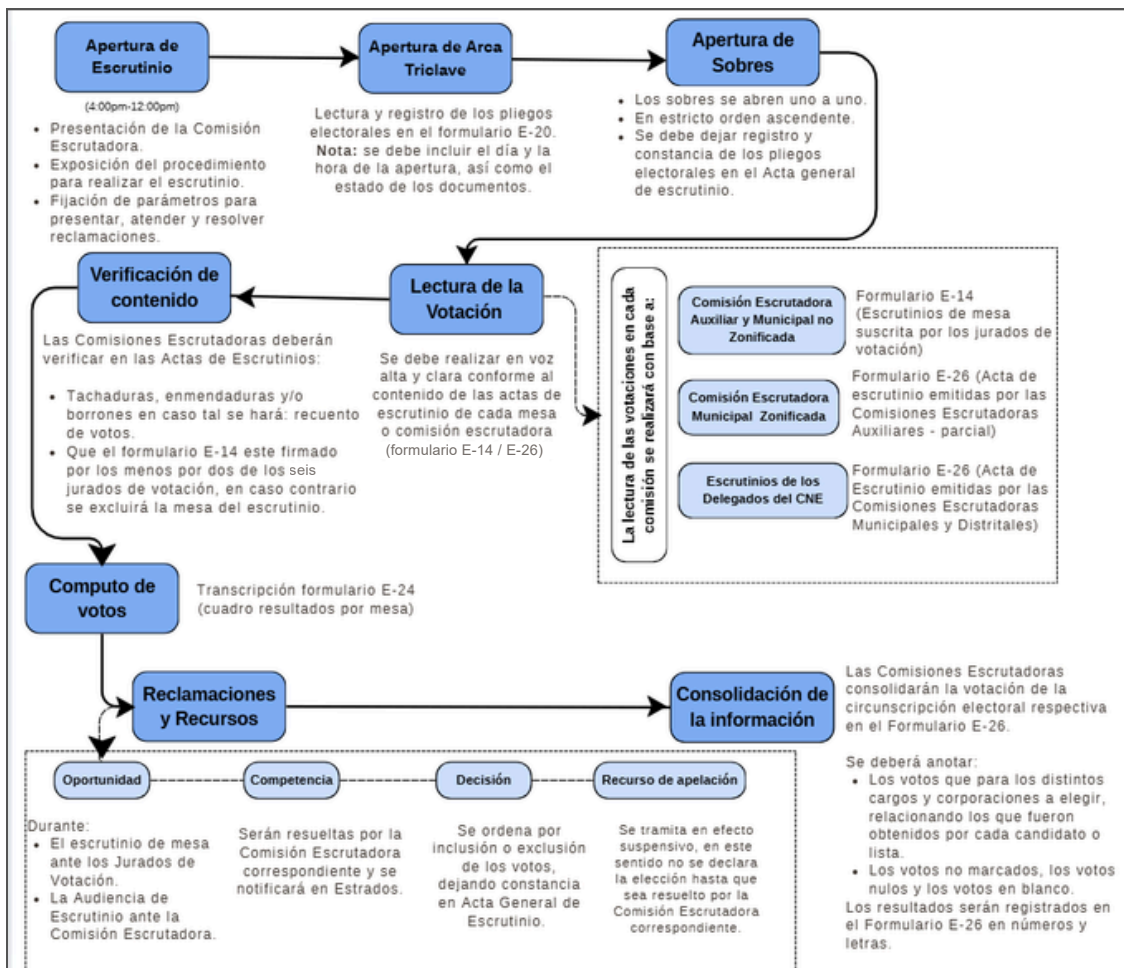 Apertura de
Escrutinio
(4:00pm-12:00pm)
• Presentación de la Comisión
Escrutadora.
• Exposición del procedimiento
para realizar el escrutinio.
• Fijación de parámetros para
presentar, atender y resolver
reclamaciones.
Apertura de Arca
Triclave
Lectura y registro de los pliegos
electorales en el formulario E-20.
Nota: se debe incluir el día y la
hora de la apertura, así como el
estado de los documentos.
Apertura de
Sobres
• Los sobres se abren uno a uno.
• En estricto orden ascendente.
• Se debe dejar registro y
constancia de los pliegos
electorales en el Acta general
de escrutinio.
Lectura de la
Votación
Se debe realizar en voz
alta y clara conforme al
contenido de las actas de
escrutinio de cada mesa
o comisión escrutadora
(formulario E-14 / E-26)
La lectura de las votaciones en cada
comisión se realizará con base a:
Comisión Escrutadora
Auxiliar y Municipal no
Zonificada
Formulario E-14
(Escrutinios de mesa
suscrita por los jurados de
votación)
Comisión Escrutadora
Municipal Zonificada
Formulario E-26 (Acta de
escrutinio emitidas por las
Comisiones Escrutadoras
Auxiliares - parcial)
Escrutinios de los
Delegados del CNE
Formulario E-26 (Acta de
Escrutinio emitidas por las
Comisiones Escrutadoras
Municipales y Distritales)
Verificación de
contenido
Las Comisiones Escrutadoras deberán
verificar en las Actas de Escrutinios:
• Tachaduras, enmendaduras y/o
borrones en caso tal se hará: recuento
de votos.
• Que el formulario E-14 este firmado
por los menos por dos de los seis
jurados de votación, en caso contrario
se excluirá la mesa del escrutinio.
Computo de
votos
Transcripción formulario E-24
(cuadro resultados por mesa)
Reclamaciones
y Recursos
Oportunidad
Durante:
• El escrutinio de mesa
ante los Jurados de
Votación.
• La Audiencia de
Escrutinio ante la
Comisión Escrutadora.
Competencia
Serán resueltas por la
Comisión Escrutadora
correspondiente y se
notificará en Estrados.
Decisión
Se ordena por
inclusión o exclusión
de los votos,
dejando constancia
en Acta General de
Escrutinio.
Recurso de apelación
Se tramita en efecto
suspensivo, en este
sentido no se declara
la elección hasta que
sea resuelto por la
Comisión Escrutadora
correspondiente.
Consolidación de
la información
Las Comisiones Escrutadoras
consolidarán la votación de la
circunscripción electoral respectiva
en el Formulario E-26.
Se deberá anotar:
• Los votos que para los distintos
cargos y corporaciones a elegir,
relacionando los que fueron
obtenidos por cada candidato o
lista.
• Los votos no marcados, los votos
nulos y los votos en blanco.
Los resultados serán registrados en
el Formulario E-26 en números y
letras.